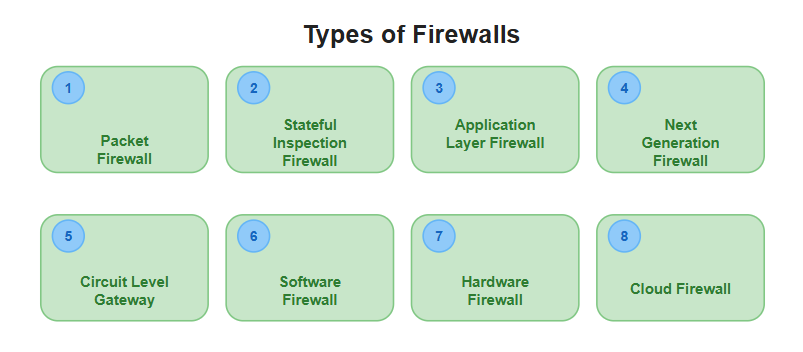 Types of Firewalls
1
Packet
Firewall
2
Stateful
Inspection
Firewall
3
Application
Layer Firewall
4
Next
Generation
Firewall
5
Circuit Level
Gateway
6
Software
Firewall
7
Hardware
Firewall
8
Cloud Firewall